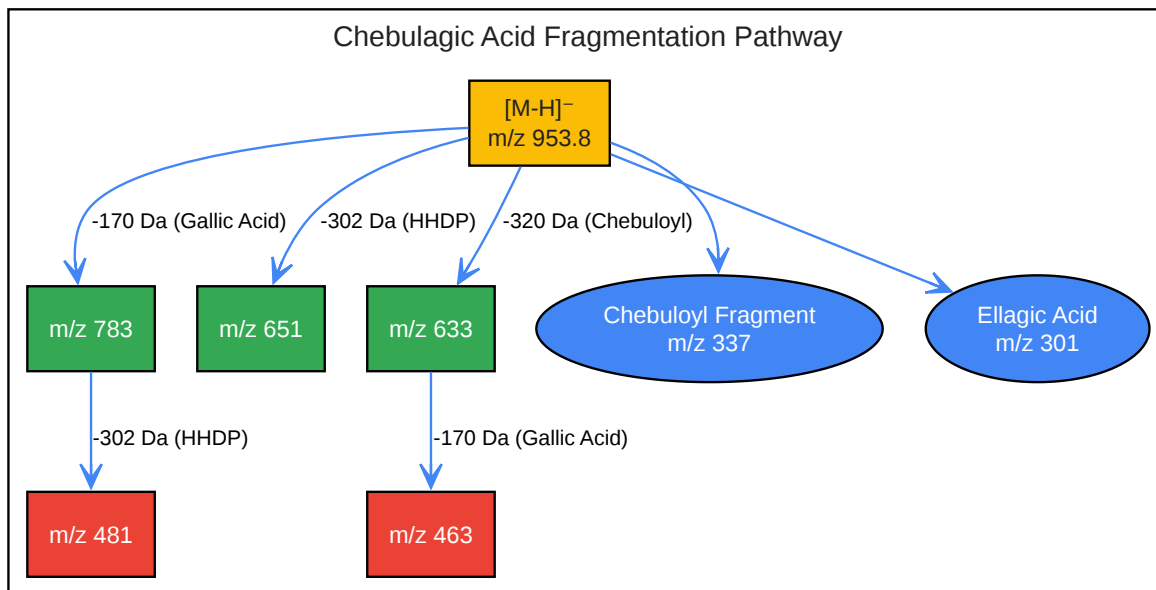 Chebulagic Acid Fragmentation Pathway
[M-H]⁻
m/z 953.8
-170 Da (Gallic Acid)
-302 Da (HHDP)
-320 Da (Chebuloyl)
m/z 783
m/z 651
m/z 633
Chebuloyl Fragment
m/z 337
Ellagic Acid
m/z 301
-302 Da (HHDP)
-170 Da (Gallic Acid)
m/z 481
m/z 463